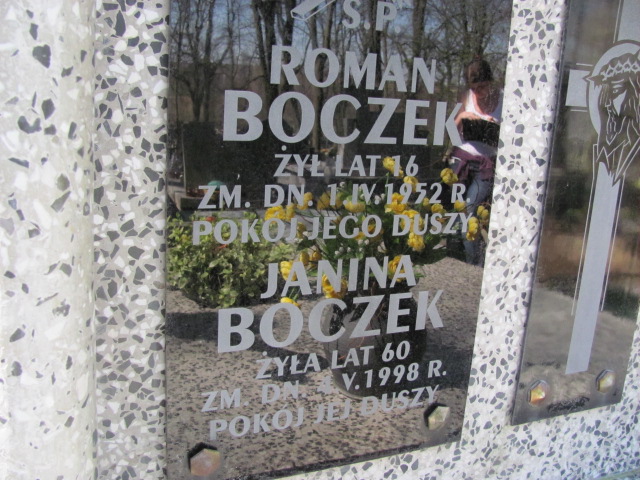 Ś.P
ROMAN
BOCZEK
ŻYŁ LAT 16
ZM. DN. 1.IV.1952 R.
POKÓJ JEGO DUSZY
JANINA
BOCZEK
ŻYŁA LAT 60
ZM. DN. 4.V.1998 R.
POKÓJ JEJ DUSZY